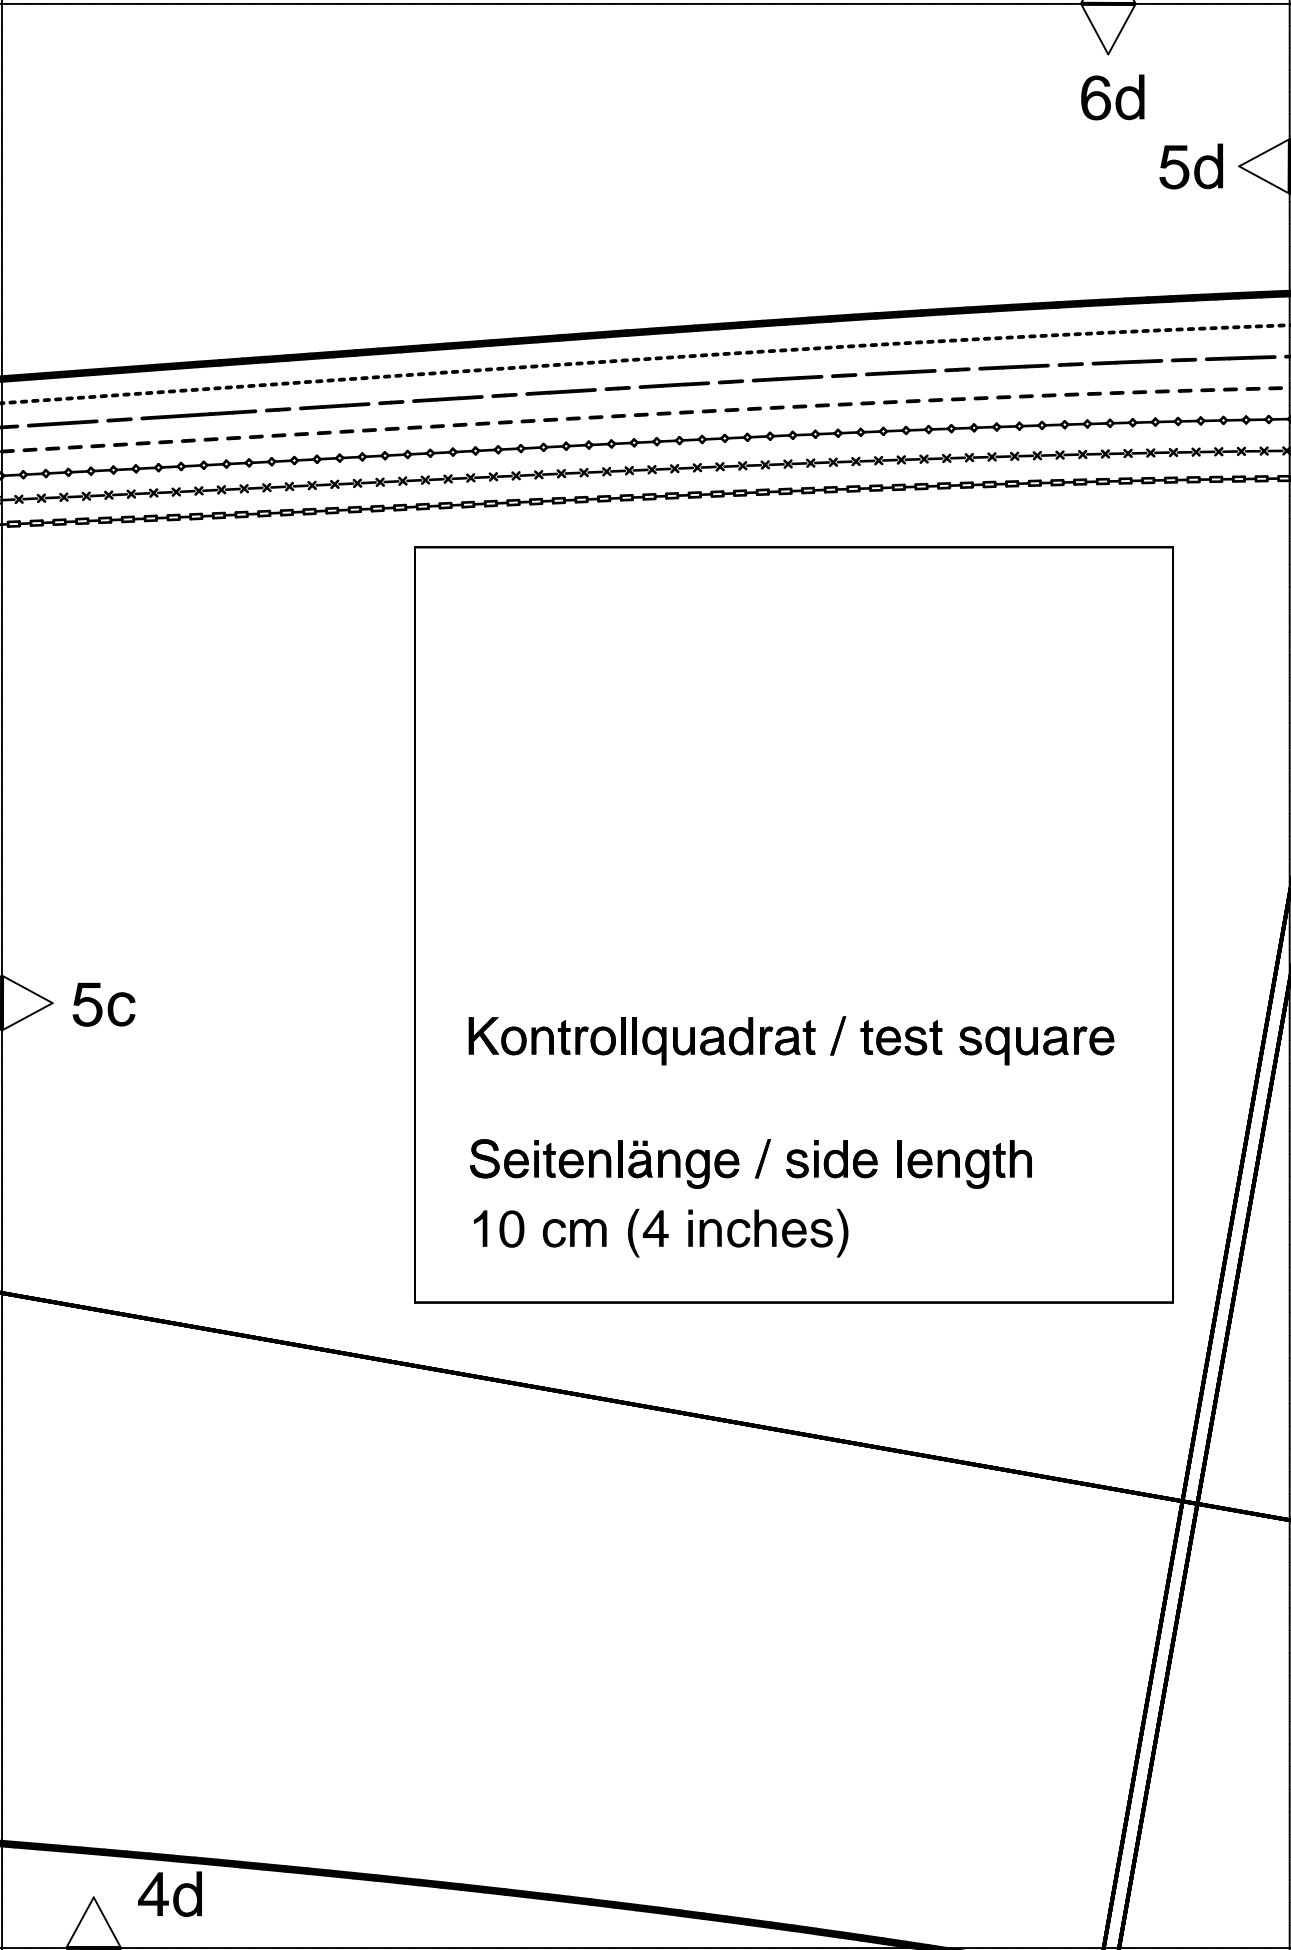 6d
5d
5c
Kontrollquadrat / test square
Seitenlänge / side length
10 cm (4 inches)
4d